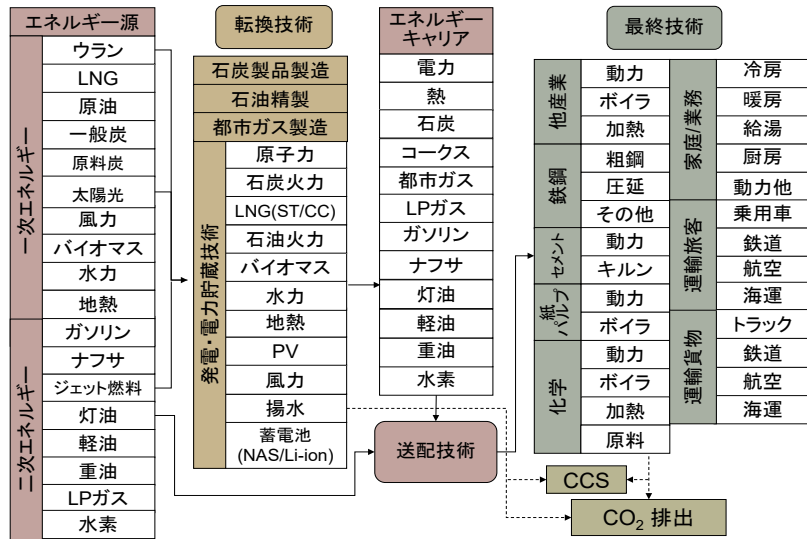 エネルギー源
一次エネルギー
ウラン
LNG
原油
一般炭
原料炭
太陽光
風力
バイオマス
水力
地熱
二次エネルギー
ガソリン
ナフサ
ジェット燃料
灯油
軽油
重油
LPガス
水素
転換技術
石炭製品製造
石油精製
都市ガス製造
発電・電力貯蔵技術
原子力
石炭火力
LNG(ST/CC)
石油火力
バイオマス
水力
地熱
PV
風力
揚水
蓄電池
(NAS/Li-ion)
エネルギー
キャリア
電力
熱
石炭
コークス
都市ガス
LPガス
ガソリン
ナフサ
灯油
軽油
重油
水素
送配技術
最終技術
他産業
動力
ボイラ
加熱
鉄鋼
粗鋼
圧延
その他
セメント
動力
キルン
紙
パルプ
動力
ボイラ
化学
動力
ボイラ
加熱
原料
家庭/業務
冷房
暖房
給湯
厨房
動力他
運輸旅客
乗用車
鉄道
航空
海運
運輸貨物
トラック
鉄道
航空
海運
CCS
CO₂ 排出